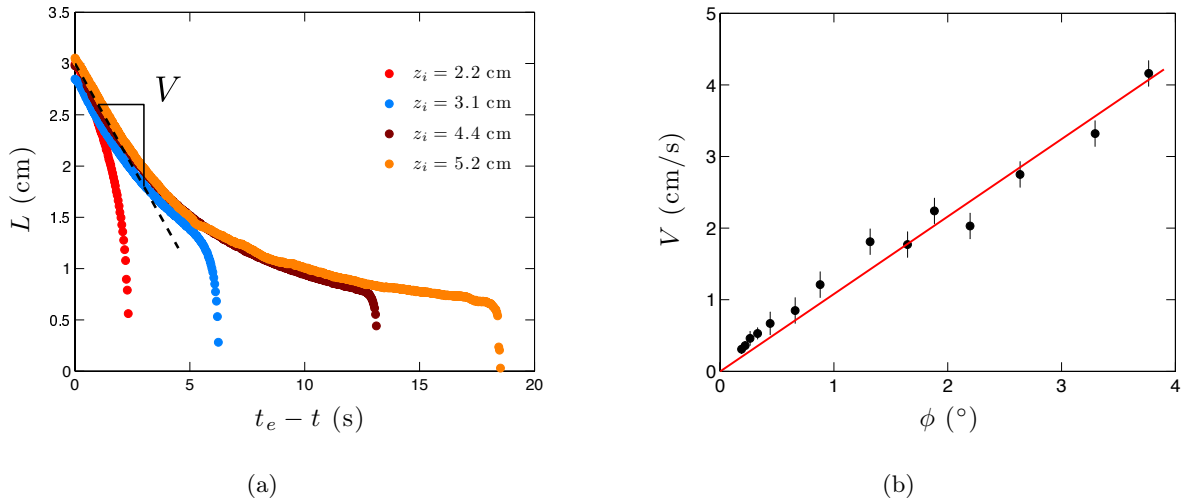 3.5
3
2.5
2
1.5
1
0.5
0
0
5
10
15
20
L (cm)
t_e − t (s)
V
z_i = 2.2 cm
z_i = 3.1 cm
z_i = 4.4 cm
z_i = 5.2 cm
(a)
5
4
3
2
1
0
0
1
2
3
4
V (cm/s)
ϕ (°)
(b)